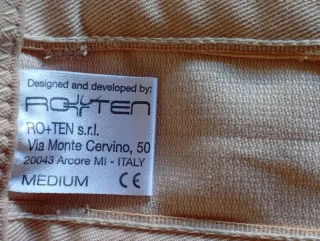 Designed and developed by:
RO+TEN
RO+TEN s.r.l.
Via Monte Cervino, 50
20043 Arcore MI - ITALY
MEDIUM CE